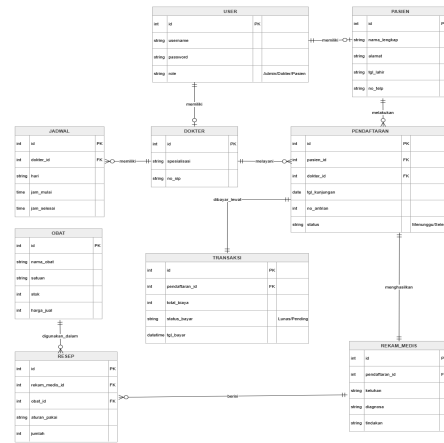 USER
int id PK
string username
string password
string role Admin/Dokter/Pasien
PASIEN
int id
string nama_lengkap
string alamat
string tgl_lahir
string no_telp
memiliki
memiliki
melakukan
JADWAL
int id PK
int dokter_id FK
string hari
time jam_mulai
time jam_selesai
memiliki
DOKTER
int id PK
string spesialisasi
string no_sip
melayani
PENDAFTARAN
int id PK
int pasien_id FK
int dokter_id FK
date tgl_kunjungan
int no_antrian
string status Menunggu/Sele
dibayar_lewat
OBAT
int id PK
string nama_obat
string satuan
int stok
int harga_jual
TRANSAKSI
int id PK
int pendaftaran_id FK
int total_biaya
string status_bayar Lunas/Pending
datetime tgl_bayar
menghasilkan
digunakan_dalam
RESEP
int id PK
int rekam_medis_id FK
int obat_id FK
string aturan_pakai
int jumlah
berisi
REKAM_MEDIS
int id
int pendaftaran_id
string keluhan
string diagnosa
string tindakan